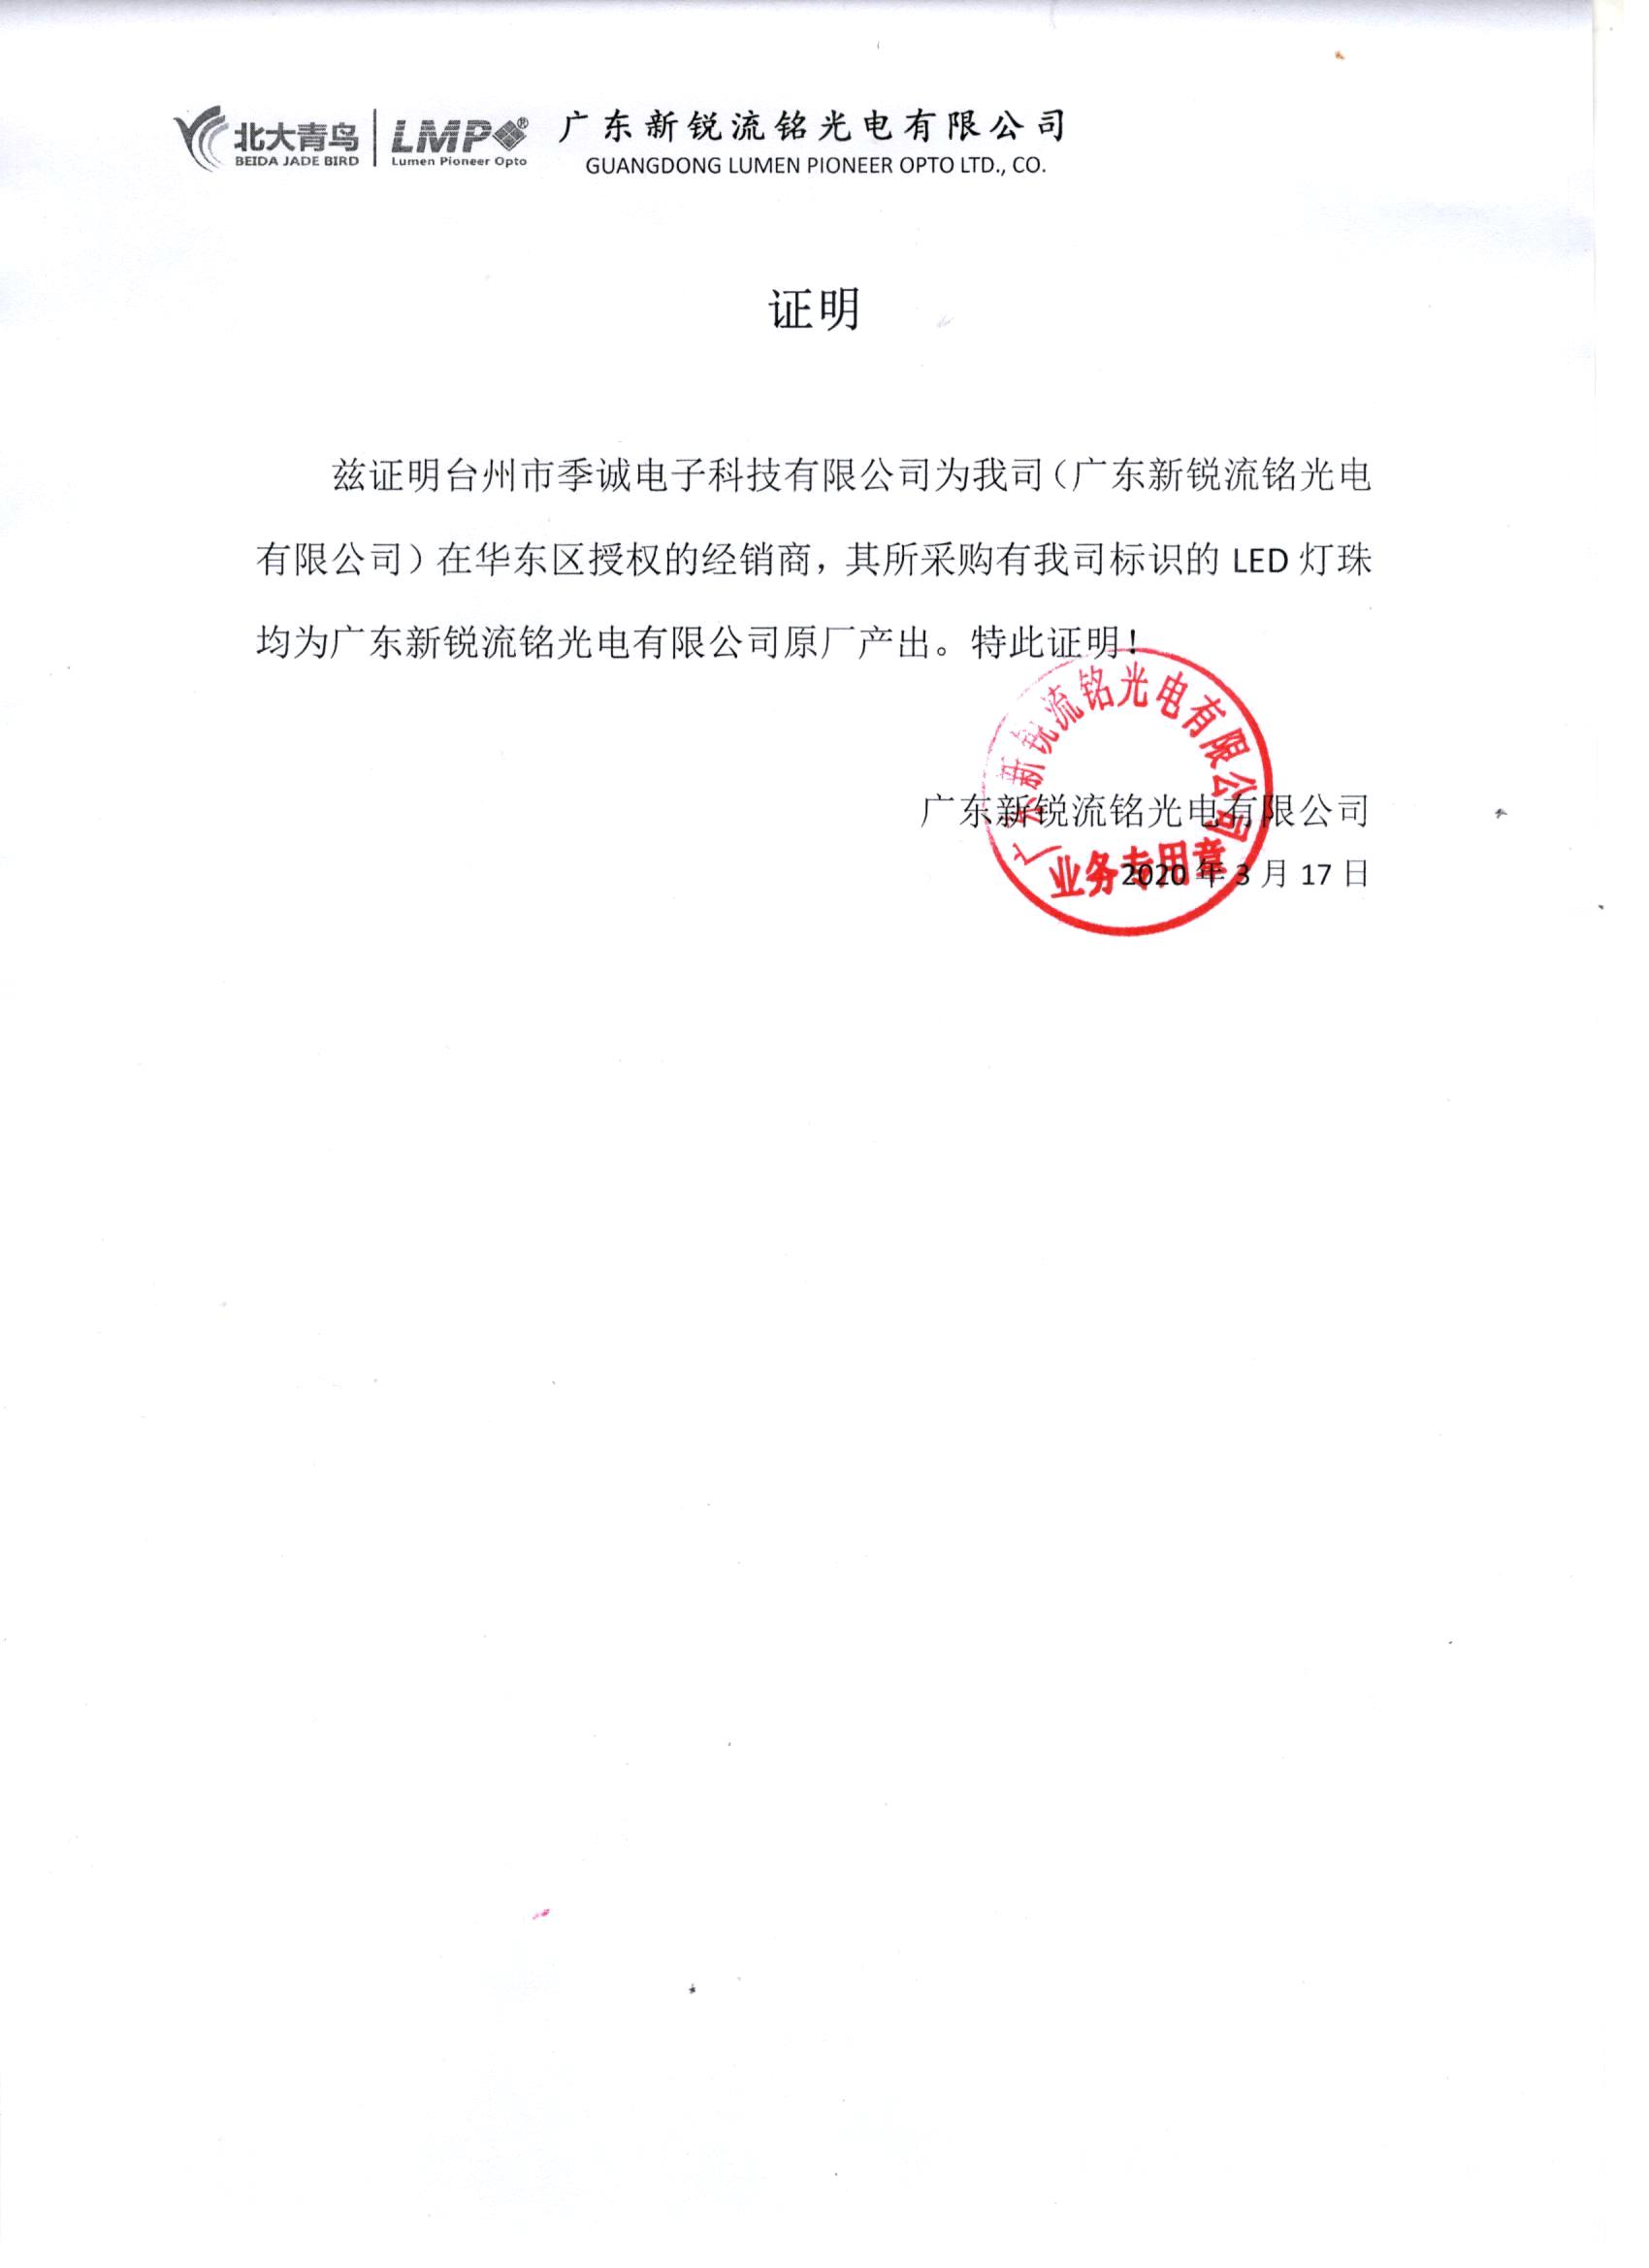 北大青鸟
BEIDA JADE BIRD
LMP®
Lumen Pioneer Opto
广东新锐流铭光电有限公司
GUANGDONG LUMEN PIONEER OPTO LTD., CO.
证明
兹证明台州市季诚电子科技有限公司为我司（广东新锐流铭光电
有限公司）在华东区授权的经销商，其所采购有我司标识的 LED 灯珠
均为广东新锐流铭光电有限公司原厂产出。特此证明！
广东新锐流铭光电有限公司
2020 年 3 月 17 日
广东新锐流铭光电有限公司
业务专用章